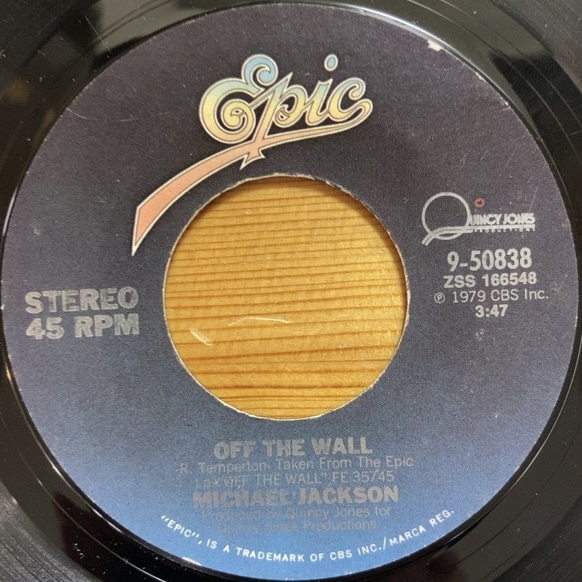 Epic
QUINCY JONES
PRODUCTIONS
9-50838
ZSS 166548
℗ 1979 CBS Inc.
3:47
STEREO
45 RPM
OFF THE WALL
-R. Temperton- Taken From The Epic
Lp "OFF THE WALL" FE 35745
MICHAEL JACKSON
Produced by Quincy Jones for
Quincy Jones Productions
"EPIC", IS A TRADEMARK OF CBS INC./MARCA REG.